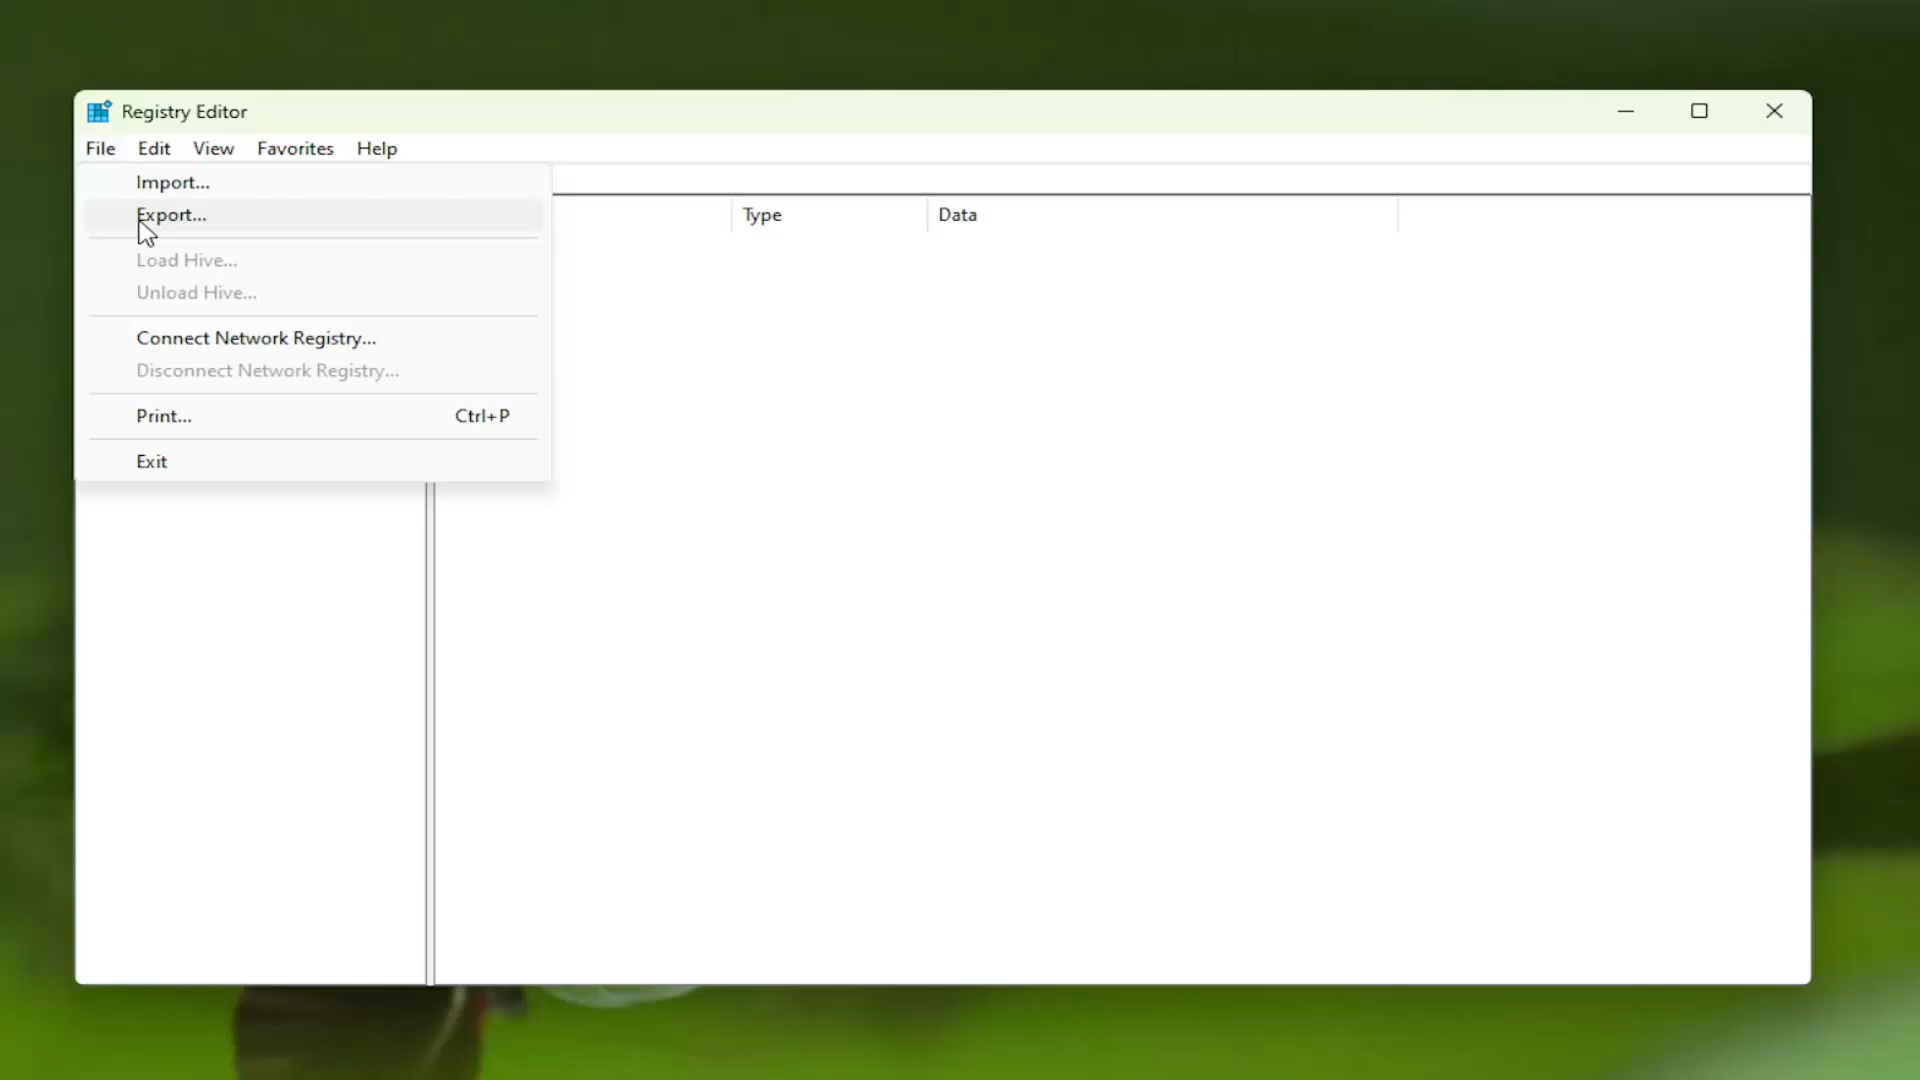 Registry Editor
File Edit View Favorites Help
Import...
Export...
Type Data
Load Hive...
Unload Hive...
Connect Network Registry...
Disconnect Network Registry...
Print... Ctrl+P
Exit